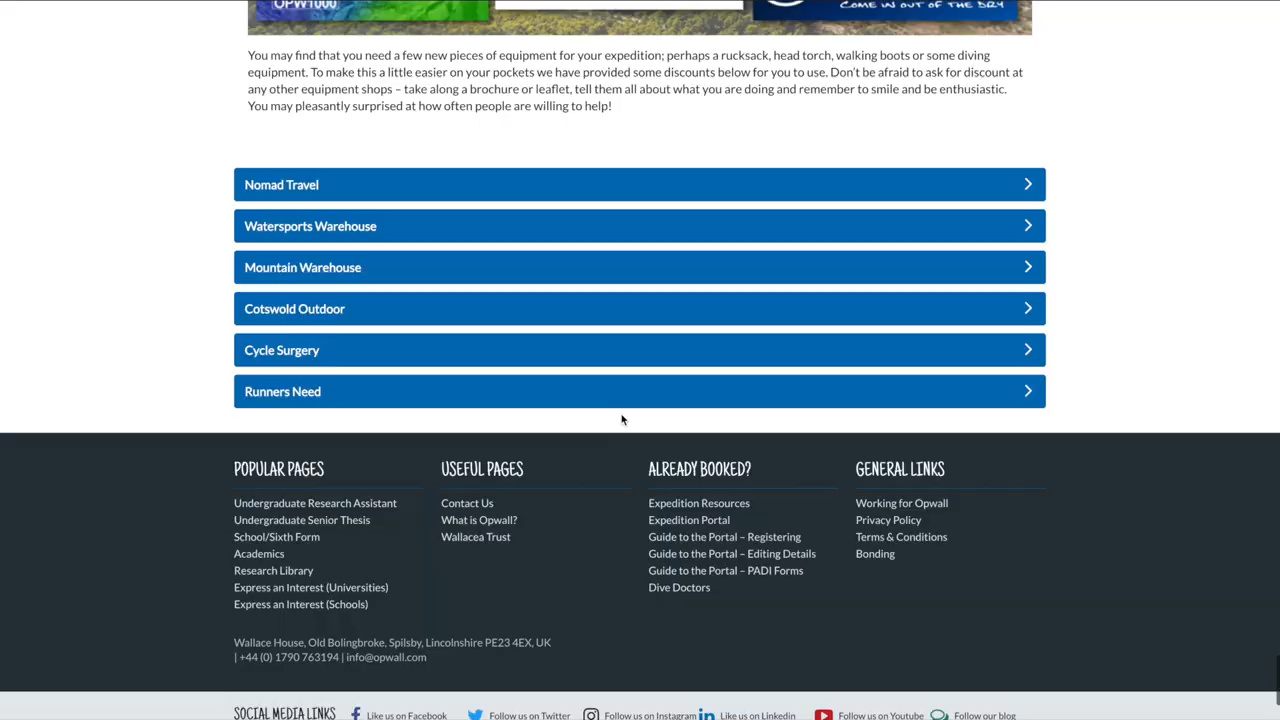 OPW1000
COME IN OUT OF THE DRY
You may find that you need a few new pieces of equipment for your expedition; perhaps a rucksack, head torch, walking boots or some diving
equipment. To make this a little easier on your pockets we have provided some discounts below for you to use. Don't be afraid to ask for discount at
any other equipment shops – take along a brochure or leaflet, tell them all about what you are doing and remember to smile and be enthusiastic.
You may pleasantly surprised at how often people are willing to help!
Nomad Travel
Watersports Warehouse
Mountain Warehouse
Cotswold Outdoor
Cycle Surgery
Runners Need
POPULAR PAGES
Undergraduate Research Assistant
Undergraduate Senior Thesis
School/Sixth Form
Academics
Research Library
Express an Interest (Universities)
Express an Interest (Schools)
USEFUL PAGES
Contact Us
What is Opwall?
Wallacea Trust
ALREADY BOOKED?
Expedition Resources
Expedition Portal
Guide to the Portal – Registering
Guide to the Portal – Editing Details
Guide to the Portal – PADI Forms
Dive Doctors
GENERAL LINKS
Working for Opwall
Privacy Policy
Terms & Conditions
Bonding
Wallace House, Old Bolingbroke, Spilsby, Lincolnshire PE23 4EX, UK
| +44 (0) 1790 763194 | info@opwall.com
SOCIAL MEDIA LINKS Like us on Facebook Follow us on Twitter Follow us on Instagram Like us on Linkedin Follow us on Youtube Follow our blog